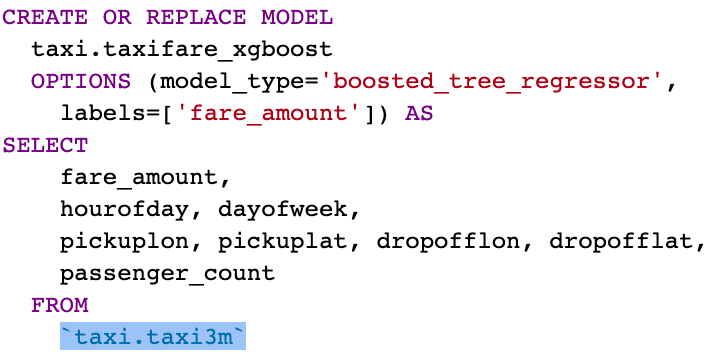 CREATE OR REPLACE MODEL
taxi.taxifare_xgboost
OPTIONS (model_type='boosted_tree_regressor',
labels=['fare_amount']) AS
SELECT
fare_amount,
hourofday, dayofweek,
pickuplon, pickuplat, dropofflon, dropofflat,
passenger_count
FROM
`taxi.taxi3m`